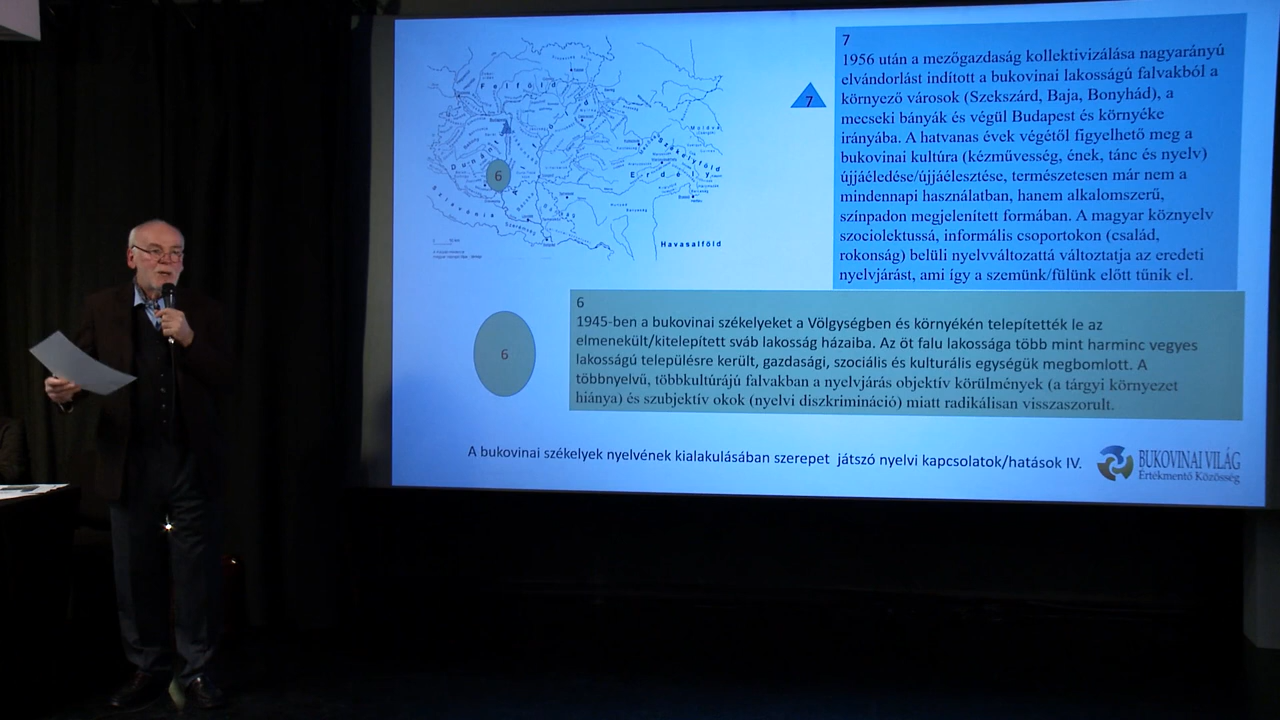 Felföld
Moldva
Székelyföld
Erdély
Szlavónia
Szerémség
Havasalföld
6
7
7
1956 után a mezőgazdaság kollektivizálása nagyarányú
elvándorlást indított a bukovinai lakosságú falvakból a
környező városok (Szekszárd, Baja, Bonyhád), a
mecseki bányák és végül Budapest és környéke
irányába. A hatvanas évek végétől figyelhető meg a
bukovinai kultúra (kézművesség, ének, tánc és nyelv)
újjáéledése/újjáélesztése, természetesen már nem a
mindennapi használatban, hanem alkalomszerű,
színpadon megjelenített formában. A magyar köznyelv
szociolektussá, informális csoportokon (család,
rokonság) belüli nyelvváltozattá változtatja az eredeti
nyelvjárást, ami így a szemünk/fülünk előtt tűnik el.
6
6
1945-ben a bukovinai székelyeket a Völgységben és környékén telepítették le az
elmenekült/kitelepített sváb lakosság házaiba. Az öt falu lakossága több mint harminc vegyes
lakosságú településre került, gazdasági, szociális és kulturális egységük megbomlott. A
többnyelvű, többkultúrájú falvakban a nyelvjárás objektív körülmények (a tárgyi környezet
hiánya) és szubjektív okok (nyelvi diszkrimináció) miatt radikálisan visszaszorult.
A bukovinai székelyek nyelvének kialakulásában szerepet játszó nyelvi kapcsolatok/hatások IV.
BUKOVINAI VILÁG
Értékmentő Közösség